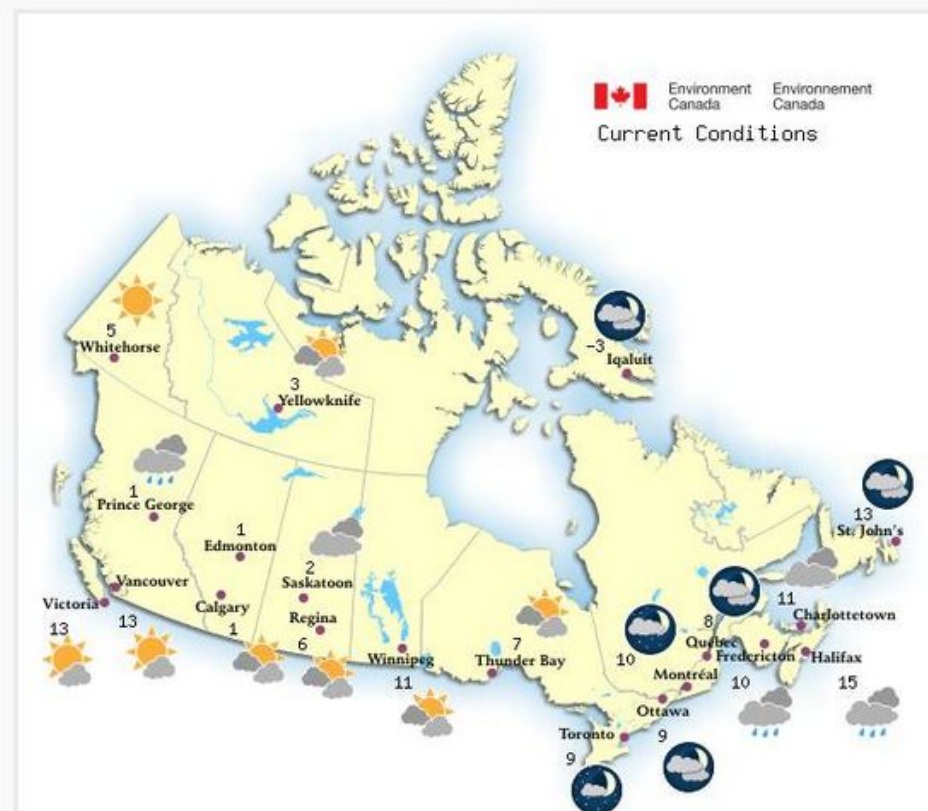 Environment Environnement
Canada Canada
Current Conditions
5
Whitehorse
-3
Iqaluit
3
Yellowknife
1
Prince George
13
St. John's
1
Edmonton
2
Saskatoon
Vancouver
Victoria
Calgary
Regina
11
Charlottetown
13
13
1
6
Winnipeg
11
7
Thunder Bay
10
8
Québec
Fredericton
Halifax
Montréal
10
15
Ottawa
Toronto
9
9